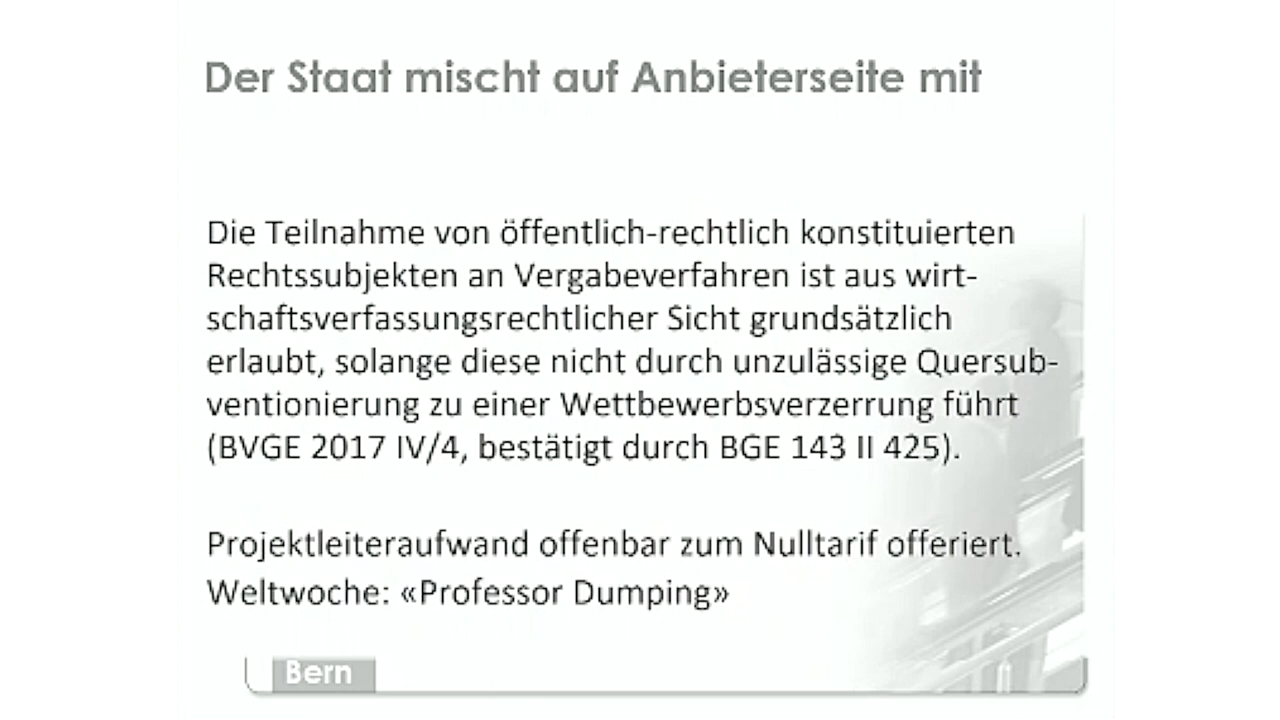 Der Staat mischt auf Anbieterseite mit
Die Teilnahme von öffentlich-rechtlich konstituierten
Rechtssubjekten an Vergabeverfahren ist aus wirt-
schaftsverfassungsrechtlicher Sicht grundsätzlich
erlaubt, solange diese nicht durch unzulässige Quersub-
ventionierung zu einer Wettbewerbsverzerrung führt
(BVGE 2017 IV/4, bestätigt durch BGE 143 II 425).
Projektleiteraufwand offenbar zum Nulltarif offeriert.
Weltwoche: «Professor Dumping»
Bern